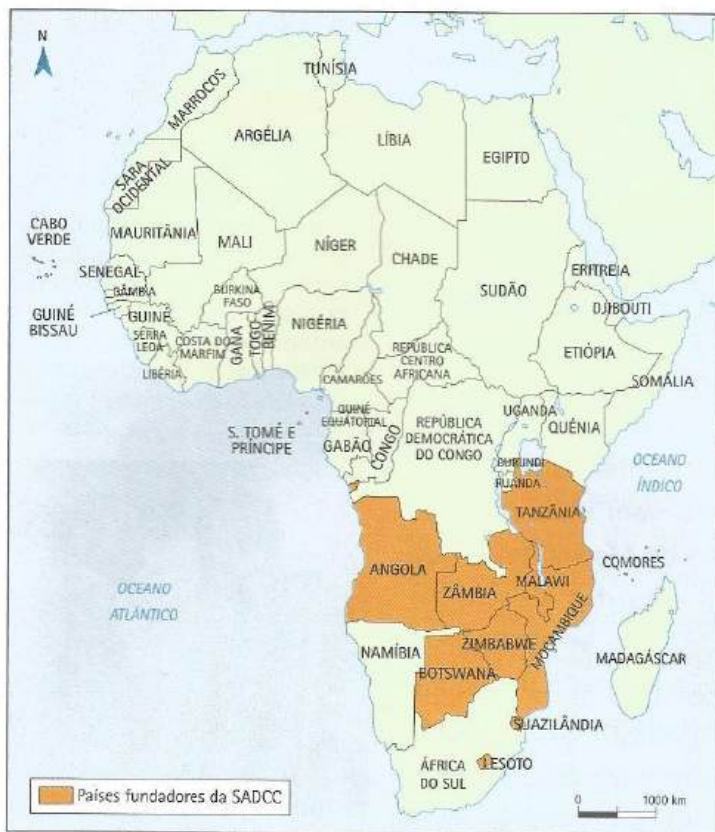 N
TUNÍSIA
MARROCOS
ARGÉLIA
LÍBIA
EGIPTO
SARA
OCIDENTAL
CABO
VERDE
MAURITÂNIA
MALI
NÍGER
CHADE
SUDÃO
ERITREIA
SENEGAL
GÂMBIA
BURKINA
FASO
DJIBOUTI
GUINÉ
BISSAU
GUINÉ
SERRA
LEOA
COSTA DO
MARFIM
GANA
TOGO
BENIM
NIGÉRIA
ETIÓPIA
LIBÉRIA
REPÚBLICA
CENTRO
AFRICANA
CAMARÕES
SOMÁLIA
S. TOMÉ E
PRÍNCIPE
GUINÉ
EQUATORIAL
GABÃO
CONGO
REPÚBLICA
DEMOCRÁTICA
DO CONGO
UGANDA
QUÉNIA
BURUNDI
RUANDA
OCEANO
ÍNDICO
TANZÂNIA
OCEANO
ATLÂNTICO
ANGOLA
ZÂMBIA
MALAWI
COMORES
MOÇAMBIQUE
NAMÍBIA
ZIMBABWE
BOTSWANA
MADAGÁSCAR
SUAZILÂNDIA
ÁFRICA
DO SUL
LESOTO
Países fundadores da SADCC
0 1000 km